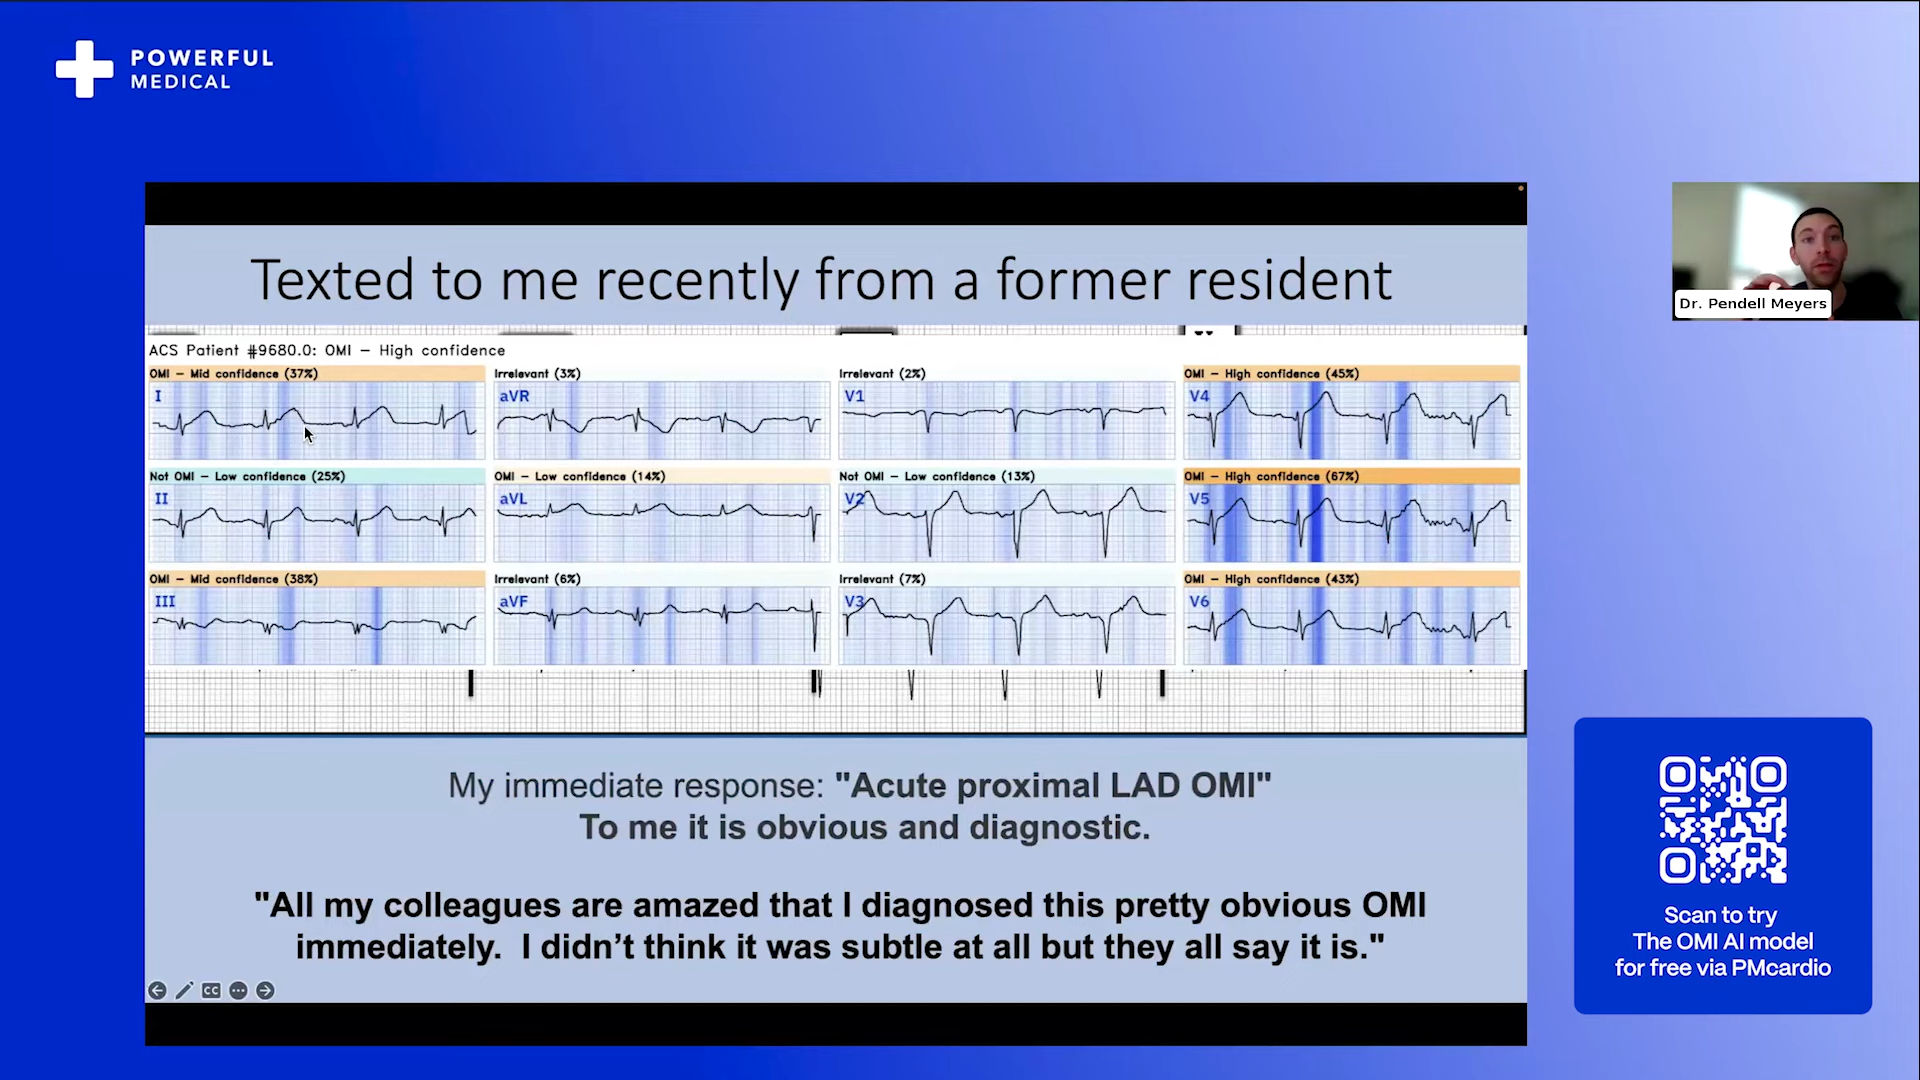 POWERFUL
MEDICAL
Texted to me recently from a former resident
ACS Patient #9680.0: OMI – High confidence
OMI – Mid confidence (37%)
I
Irrelevant (3%)
aVR
Irrelevant (2%)
V1
OMI – High confidence (45%)
V4
Not OMI – Low confidence (25%)
II
OMI – Low confidence (14%)
aVL
Not OMI – Low confidence (13%)
V2
OMI – High confidence (67%)
V5
OMI – Mid confidence (38%)
III
Irrelevant (6%)
aVF
Irrelevant (7%)
V3
OMI – High confidence (43%)
V6
My immediate response: "Acute proximal LAD OMI"
To me it is obvious and diagnostic.
"All my colleagues are amazed that I diagnosed this pretty obvious OMI
immediately. I didn’t think it was subtle at all but they all say it is."
CC
Dr. Pendell Meyers
Scan to try
The OMI AI model
for free via PMcardio